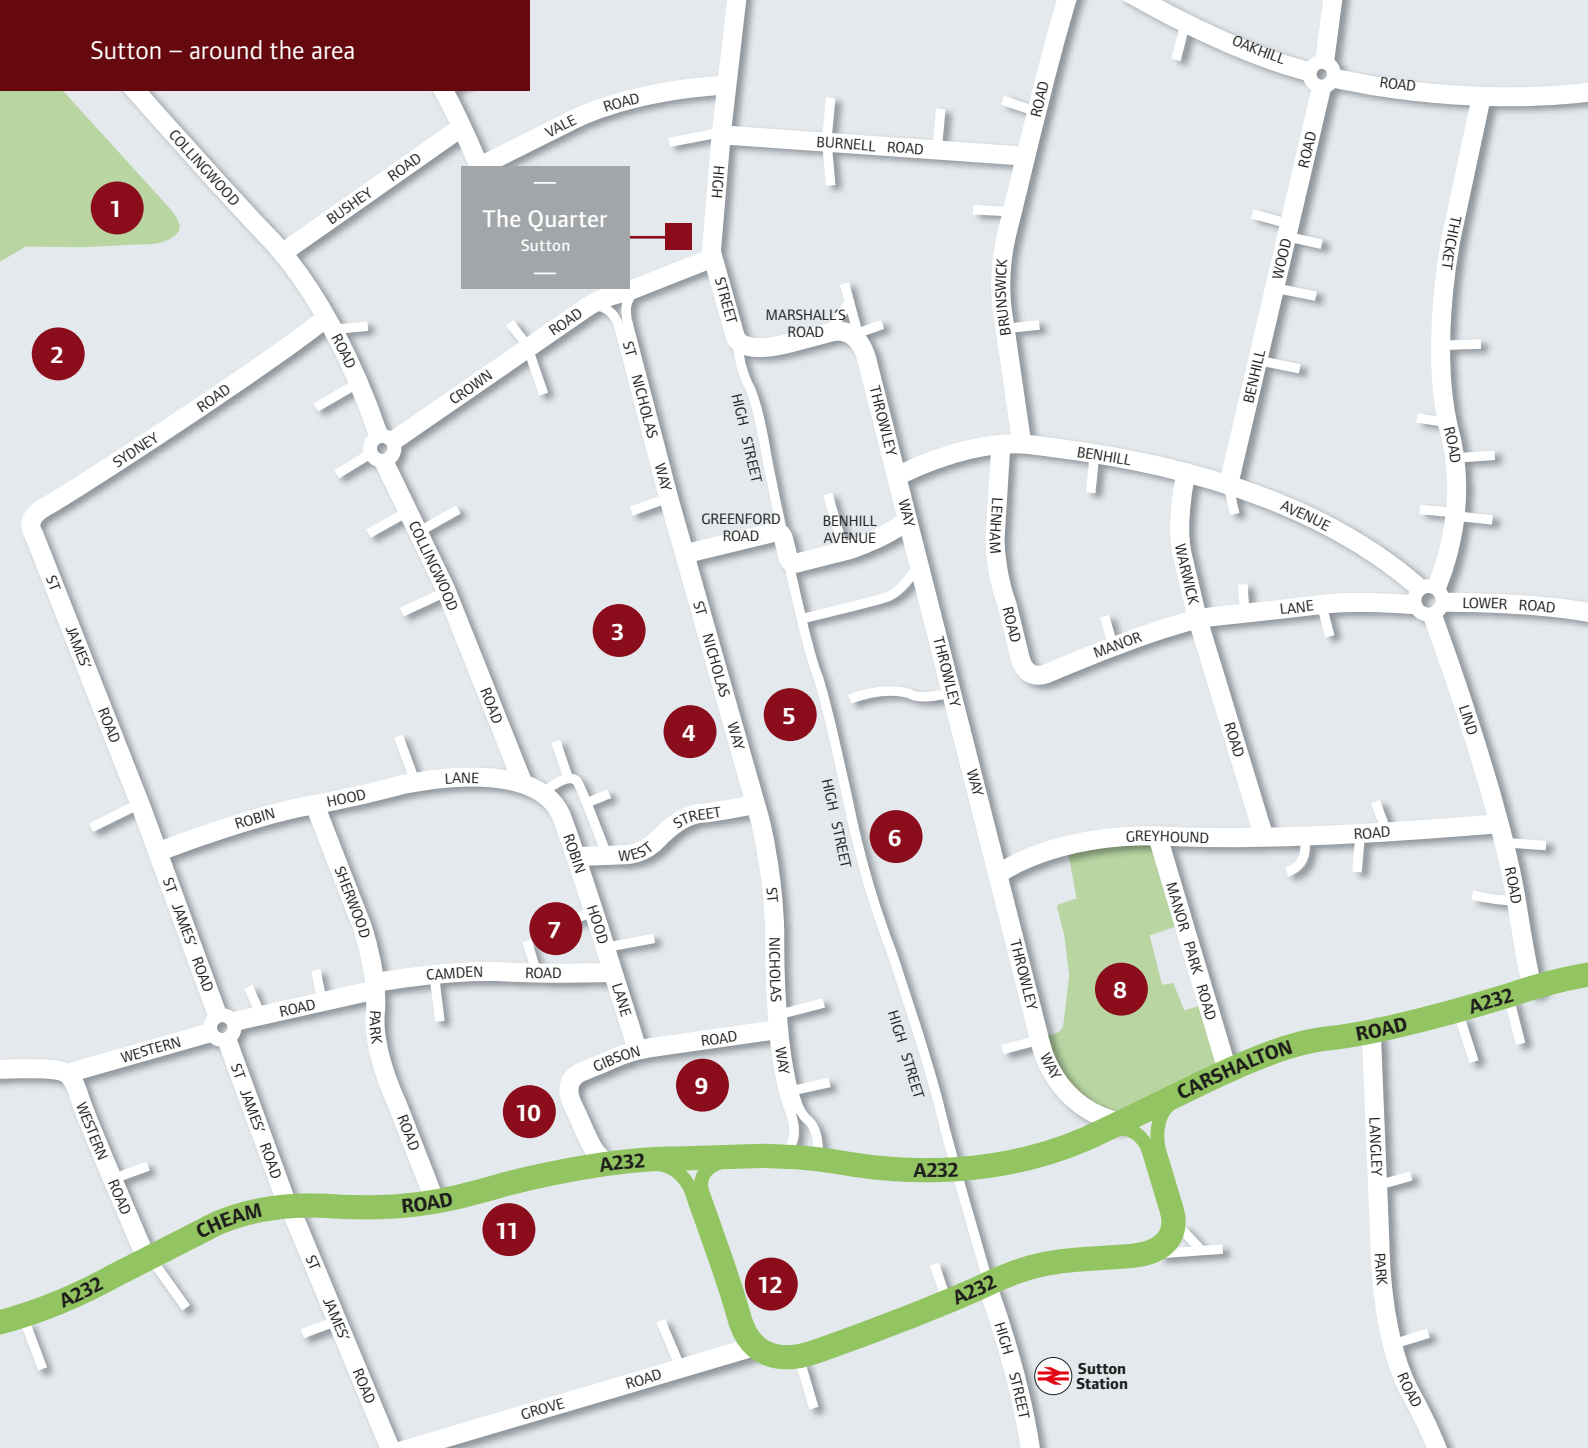 Sutton – around the area
OAKHILL ROAD
VALE ROAD
COLLINGWOOD
BUSHEY ROAD
HIGH
BURNELL ROAD
ROAD
ROAD
1
The Quarter
Sutton
THICKET
WOOD
STREET
MARSHALL'S
ROAD
BRUNSWICK
2
ROAD
ROAD
ST
NICHOLAS
WAY
CROWN
BENHILL
SYDNEY ROAD
HIGH STREET
THROWLEY
ROAD
BENHILL
AVENUE
WAY
GREENFORD
ROAD
BENHILL
AVENUE
LENHAM
COLLINGWOOD
WARWICK
ST
JAMES'
ROAD
LANE
LOWER ROAD
3
ST
NICHOLAS
WAY
ROAD
MANOR
THROWLEY
ROAD
4
5
LIND
ROAD
WAY
ROBIN
HOOD
LANE
HIGH STREET
6
GREYHOUND
ROAD
STREET
WEST
ROBIN
SHERWOOD
ST JAMES' ROAD
ST
ROAD
MANOR PARK ROAD
7
HOOD
NICHOLAS
THROWLEY
8
CAMDEN
ROAD
LANE
ROAD
WESTERN
PARK
A232
ROAD
HIGH STREET
ROAD
GIBSON
WAY
WAY
CARSHALTON
9
ST JAMES' ROAD
10
WESTERN
ROAD
ROAD
LANGLEY
A232
A232
ROAD
CHEAM
11
ST
JAMES'
ROAD
12
A232
A232
PARK
HIGH
STREET
Sutton
Station
ROAD
GROVE
ROAD